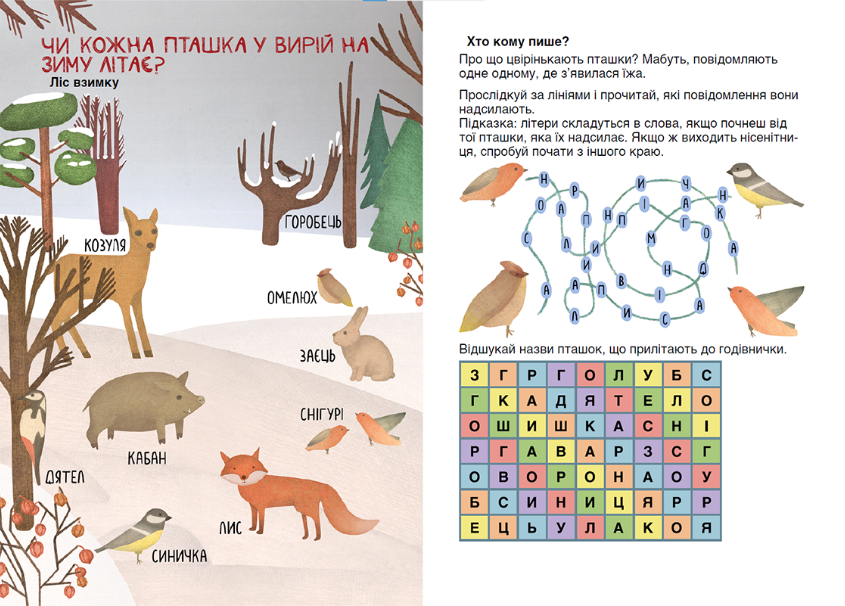 ЧИ КОЖНА ПТАШКА У ВИРІЙ НА
ЗИМУ ЛІТАЄ?
Ліс взимку
ГОРОБЕЦЬ
КОЗУЛЯ
ОМЕЛЮХ
ЗАЄЦЬ
СНІГУРІ
КАБАН
ДЯТЕЛ
ЛИС
СИНИЧКА
Хто кому пише?
Про що цвірінькають пташки? Мабуть, повідомляють
одне одному, де з’явилася їжа.
Прослідкуй за лініями і прочитай, які повідомлення вони
надсилають.
Підказка: літери складуться в слова, якщо почнеш від
тої пташки, яка їх надсилає. Якщо ж виходить нісенітни-
ця, спробуй почати з іншого краю.
Н Р И Ч Н
О А П Н П І А Г К
С О А
Л И М
И Н Д
А А П В І А
Л И С
Відшукай назви пташок, що прилітають до годівнички.
З Г Р Г О Л У Б С
Г К А Д Я Т Е Л О
О Ш И Ш К А С Н І
Р Г А В А Р З С Г
О В О Р О Н А О У
Б С И Н И Ц Я Р Р
Е Ц Ь У Л А К О Я